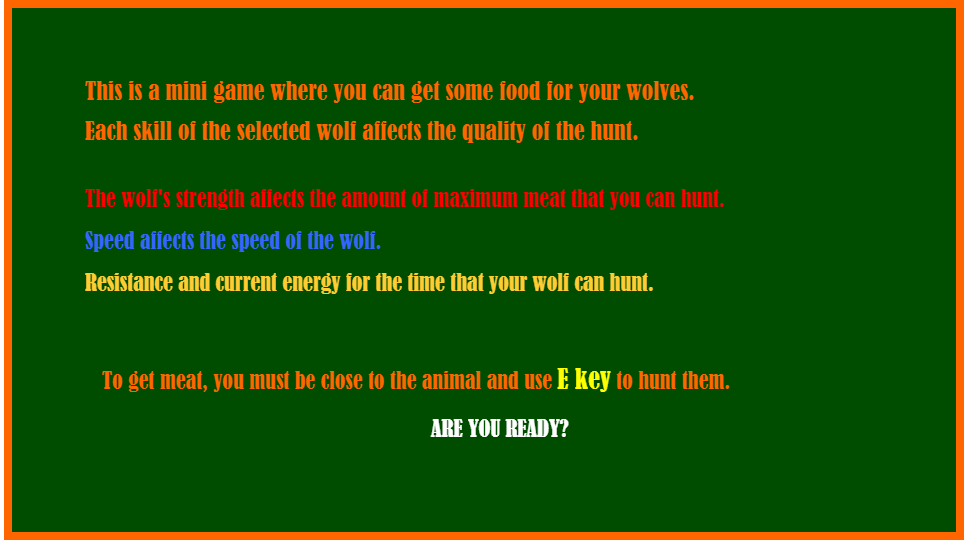 This is a mini game where you can get some food for your wolves.
Each skill of the selected wolf affects the quality of the hunt.
The wolf's strength affects the amount of maximum meat that you can hunt.
Speed affects the speed of the wolf.
Resistance and current energy for the time that your wolf can hunt.
To get meat, you must be close to the animal and use E key to hunt them.
ARE YOU READY?